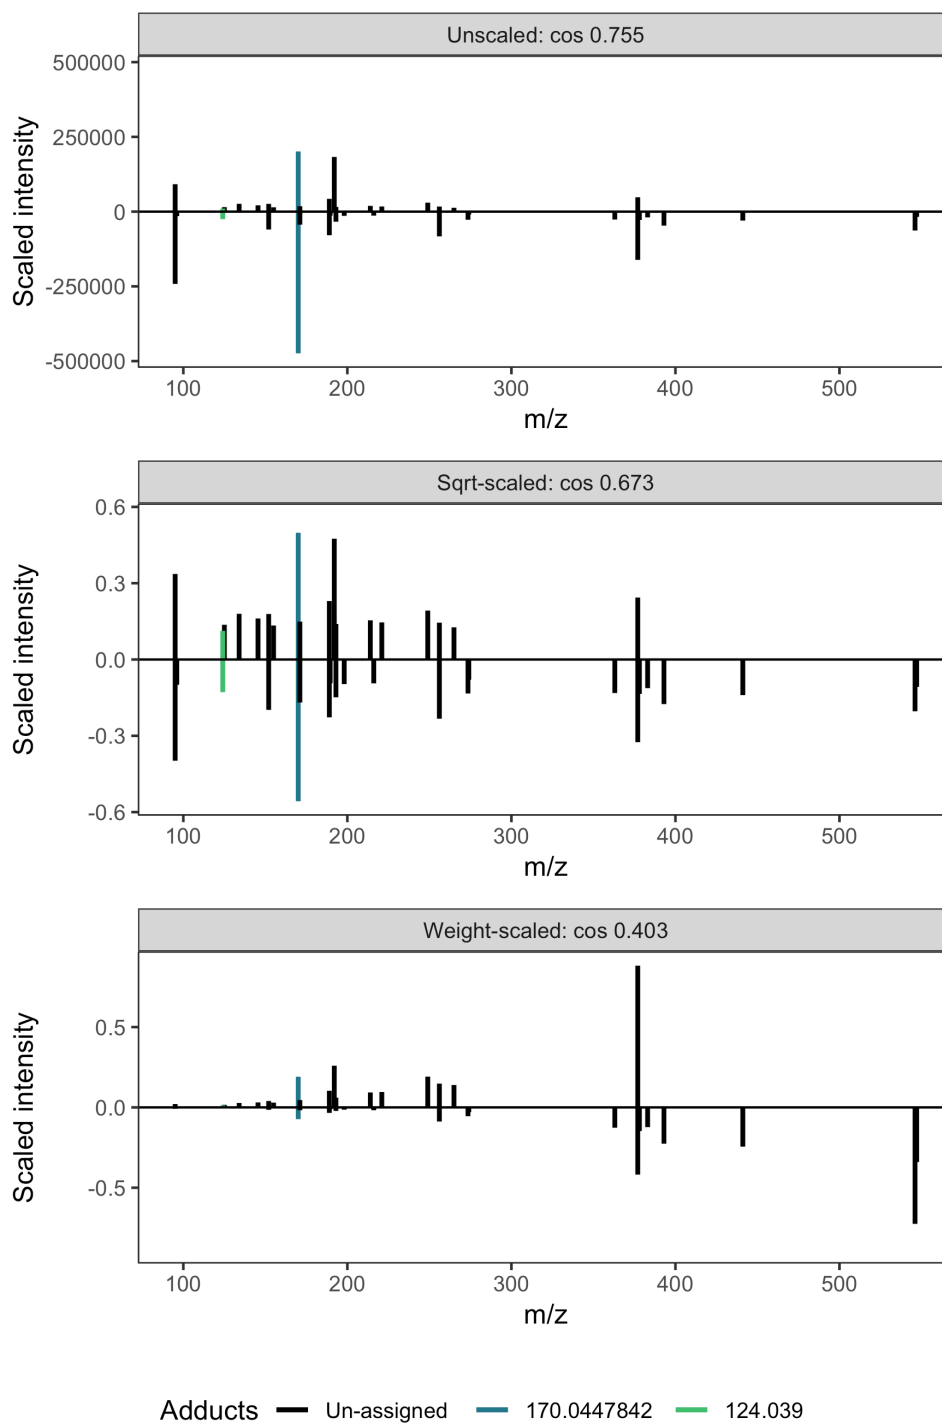 Unscaled: cos 0.755
500000
250000
0
-250000
-500000
Scaled intensity
100 200 300 400 500
m/z
Sqrt-scaled: cos 0.673
0.6
0.3
0.0
-0.3
-0.6
Scaled intensity
100 200 300 400 500
m/z
Weight-scaled: cos 0.403
0.5
0.0
-0.5
Scaled intensity
100 200 300 400 500
m/z
Adducts Un-assigned 170.0447842 124.039